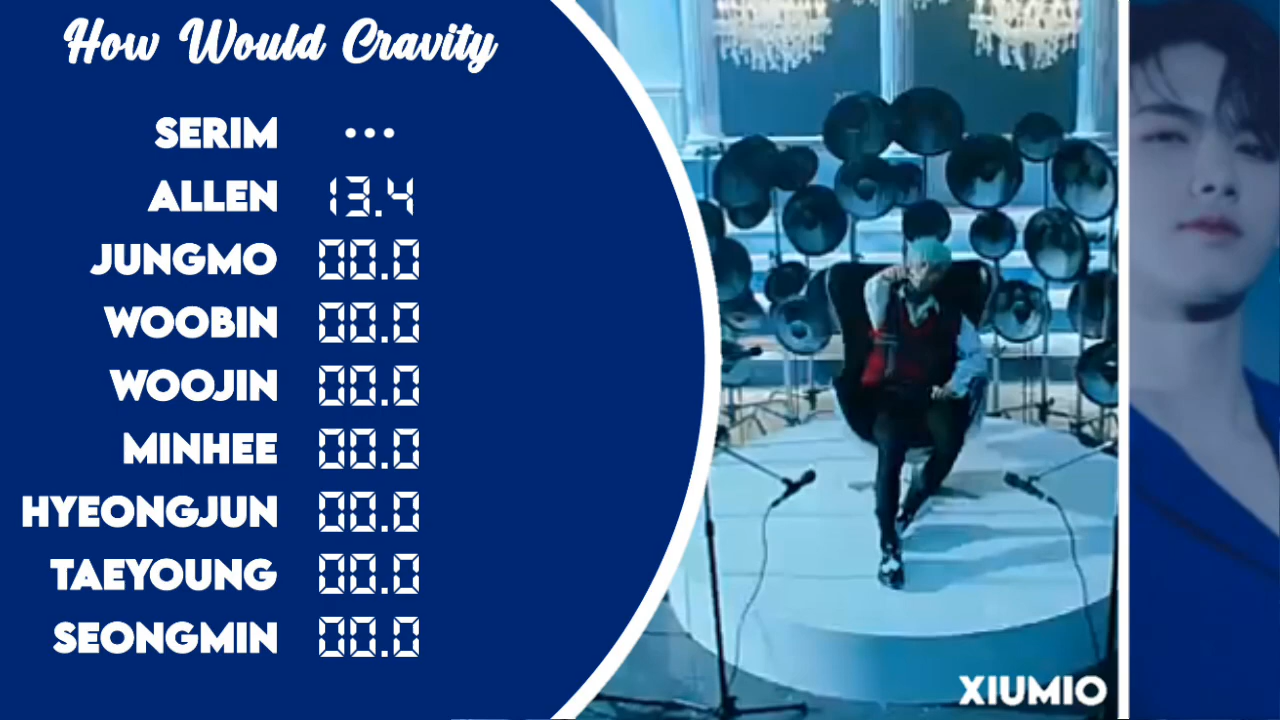 How Would Cravity
SERIM ...
ALLEN 13.4
JUNGMO 00.0
WOOBIN 00.0
WOOJIN 00.0
MINHEE 00.0
HYEONGJUN 00.0
TAEYOUNG 00.0
SEONGMIN 00.0
XIUMIO